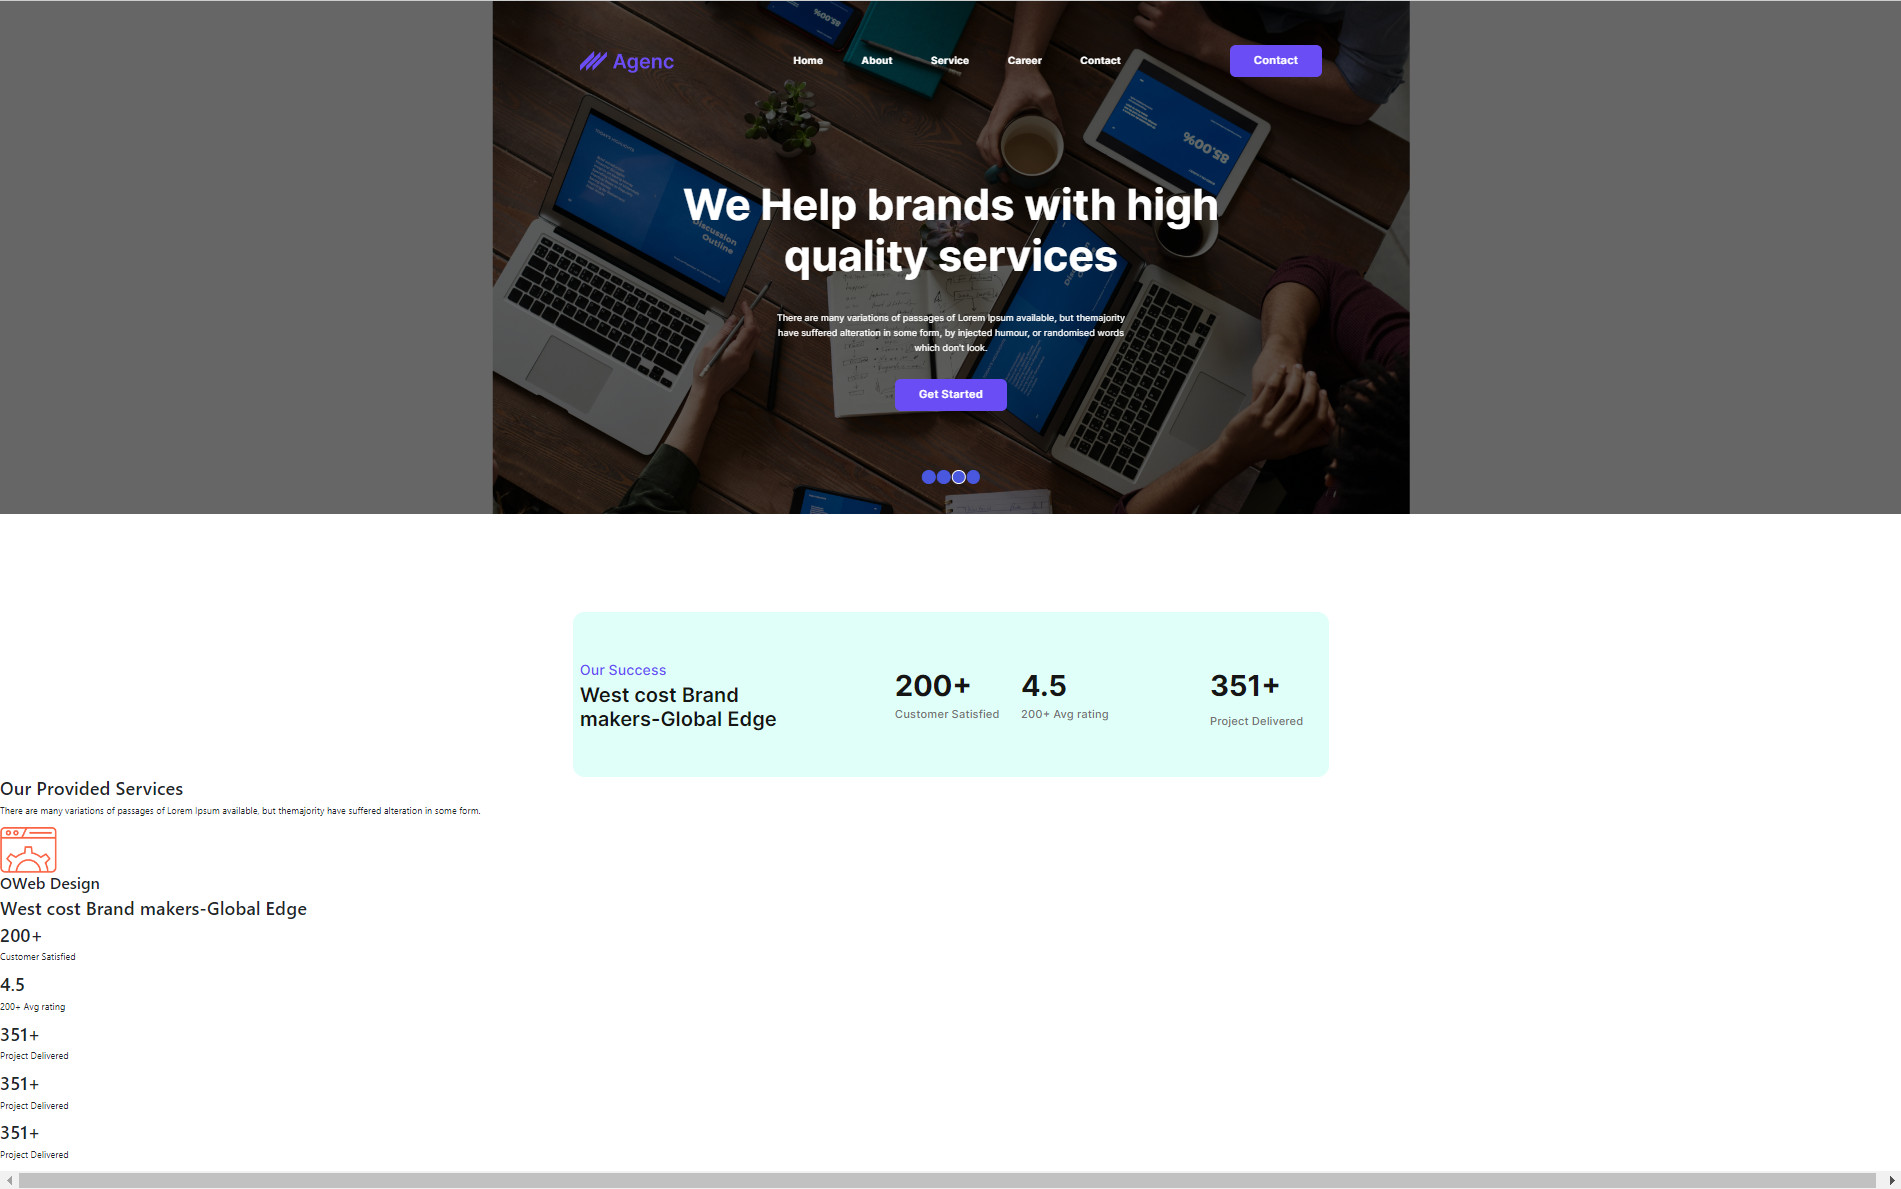 Agenc
Home About Service Career Contact
Contact
85.00%
Discussion
Outline
We Help brands with high
quality services
There are many variations of passages of Lorem Ipsum available, but themajority
have suffered alteration in some form, by injected humour, or randomised words
which don't look.
Get Started
Our Success
West cost Brand
makers-Global Edge
200+
Customer Satisfied
4.5
200+ Avg rating
351+
Project Delivered
Our Provided Services
There are many variations of passages of Lorem Ipsum available, but themajority have suffered alteration in some form.
OWeb Design
West cost Brand makers-Global Edge
200+
Customer Satisfied
4.5
200+ Avg rating
351+
Project Delivered
351+
Project Delivered
351+
Project Delivered